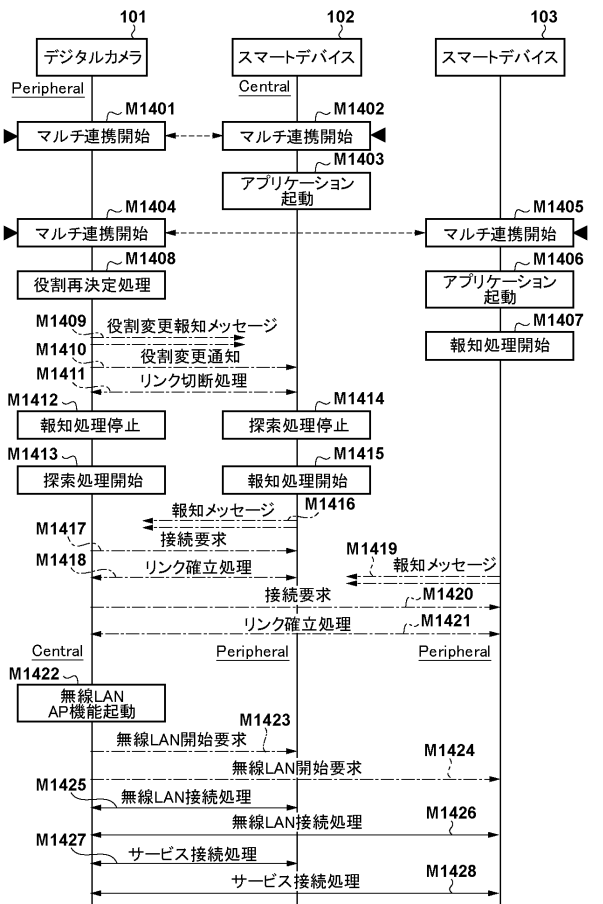 101
102
103
デジタルカメラ
スマートデバイス
スマートデバイス
Peripheral
Central
M1401
M1402
マルチ連携開始
マルチ連携開始
M1403
アプリケーション
起動
M1404
M1405
マルチ連携開始
マルチ連携開始
M1408
M1406
役割再決定処理
アプリケーション
起動
M1409
役割変更報知メッセージ
M1407
M1410
役割変更通知
報知処理開始
M1411
リンク切断処理
M1412
M1414
報知処理停止
探索処理停止
M1413
M1415
探索処理開始
報知処理開始
報知メッセージ
M1416
M1417
接続要求
M1418
リンク確立処理
M1419
報知メッセージ
接続要求
M1420
リンク確立処理
M1421
Central
Peripheral
Peripheral
M1422
無線LAN
AP機能起動
M1423
無線LAN開始要求
M1424
無線LAN開始要求
M1425
無線LAN接続処理
M1426
無線LAN接続処理
M1427
サービス接続処理
M1428
サービス接続処理